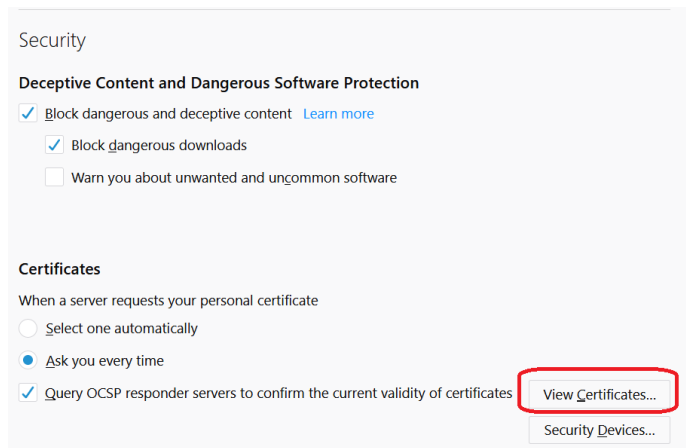 Security
Deceptive Content and Dangerous Software Protection
Block dangerous and deceptive content Learn more
Block dangerous downloads
Warn you about unwanted and uncommon software
Certificates
When a server requests your personal certificate
Select one automatically
Ask you every time
Query OCSP responder servers to confirm the current validity of certificates View Certificates...
Security Devices...